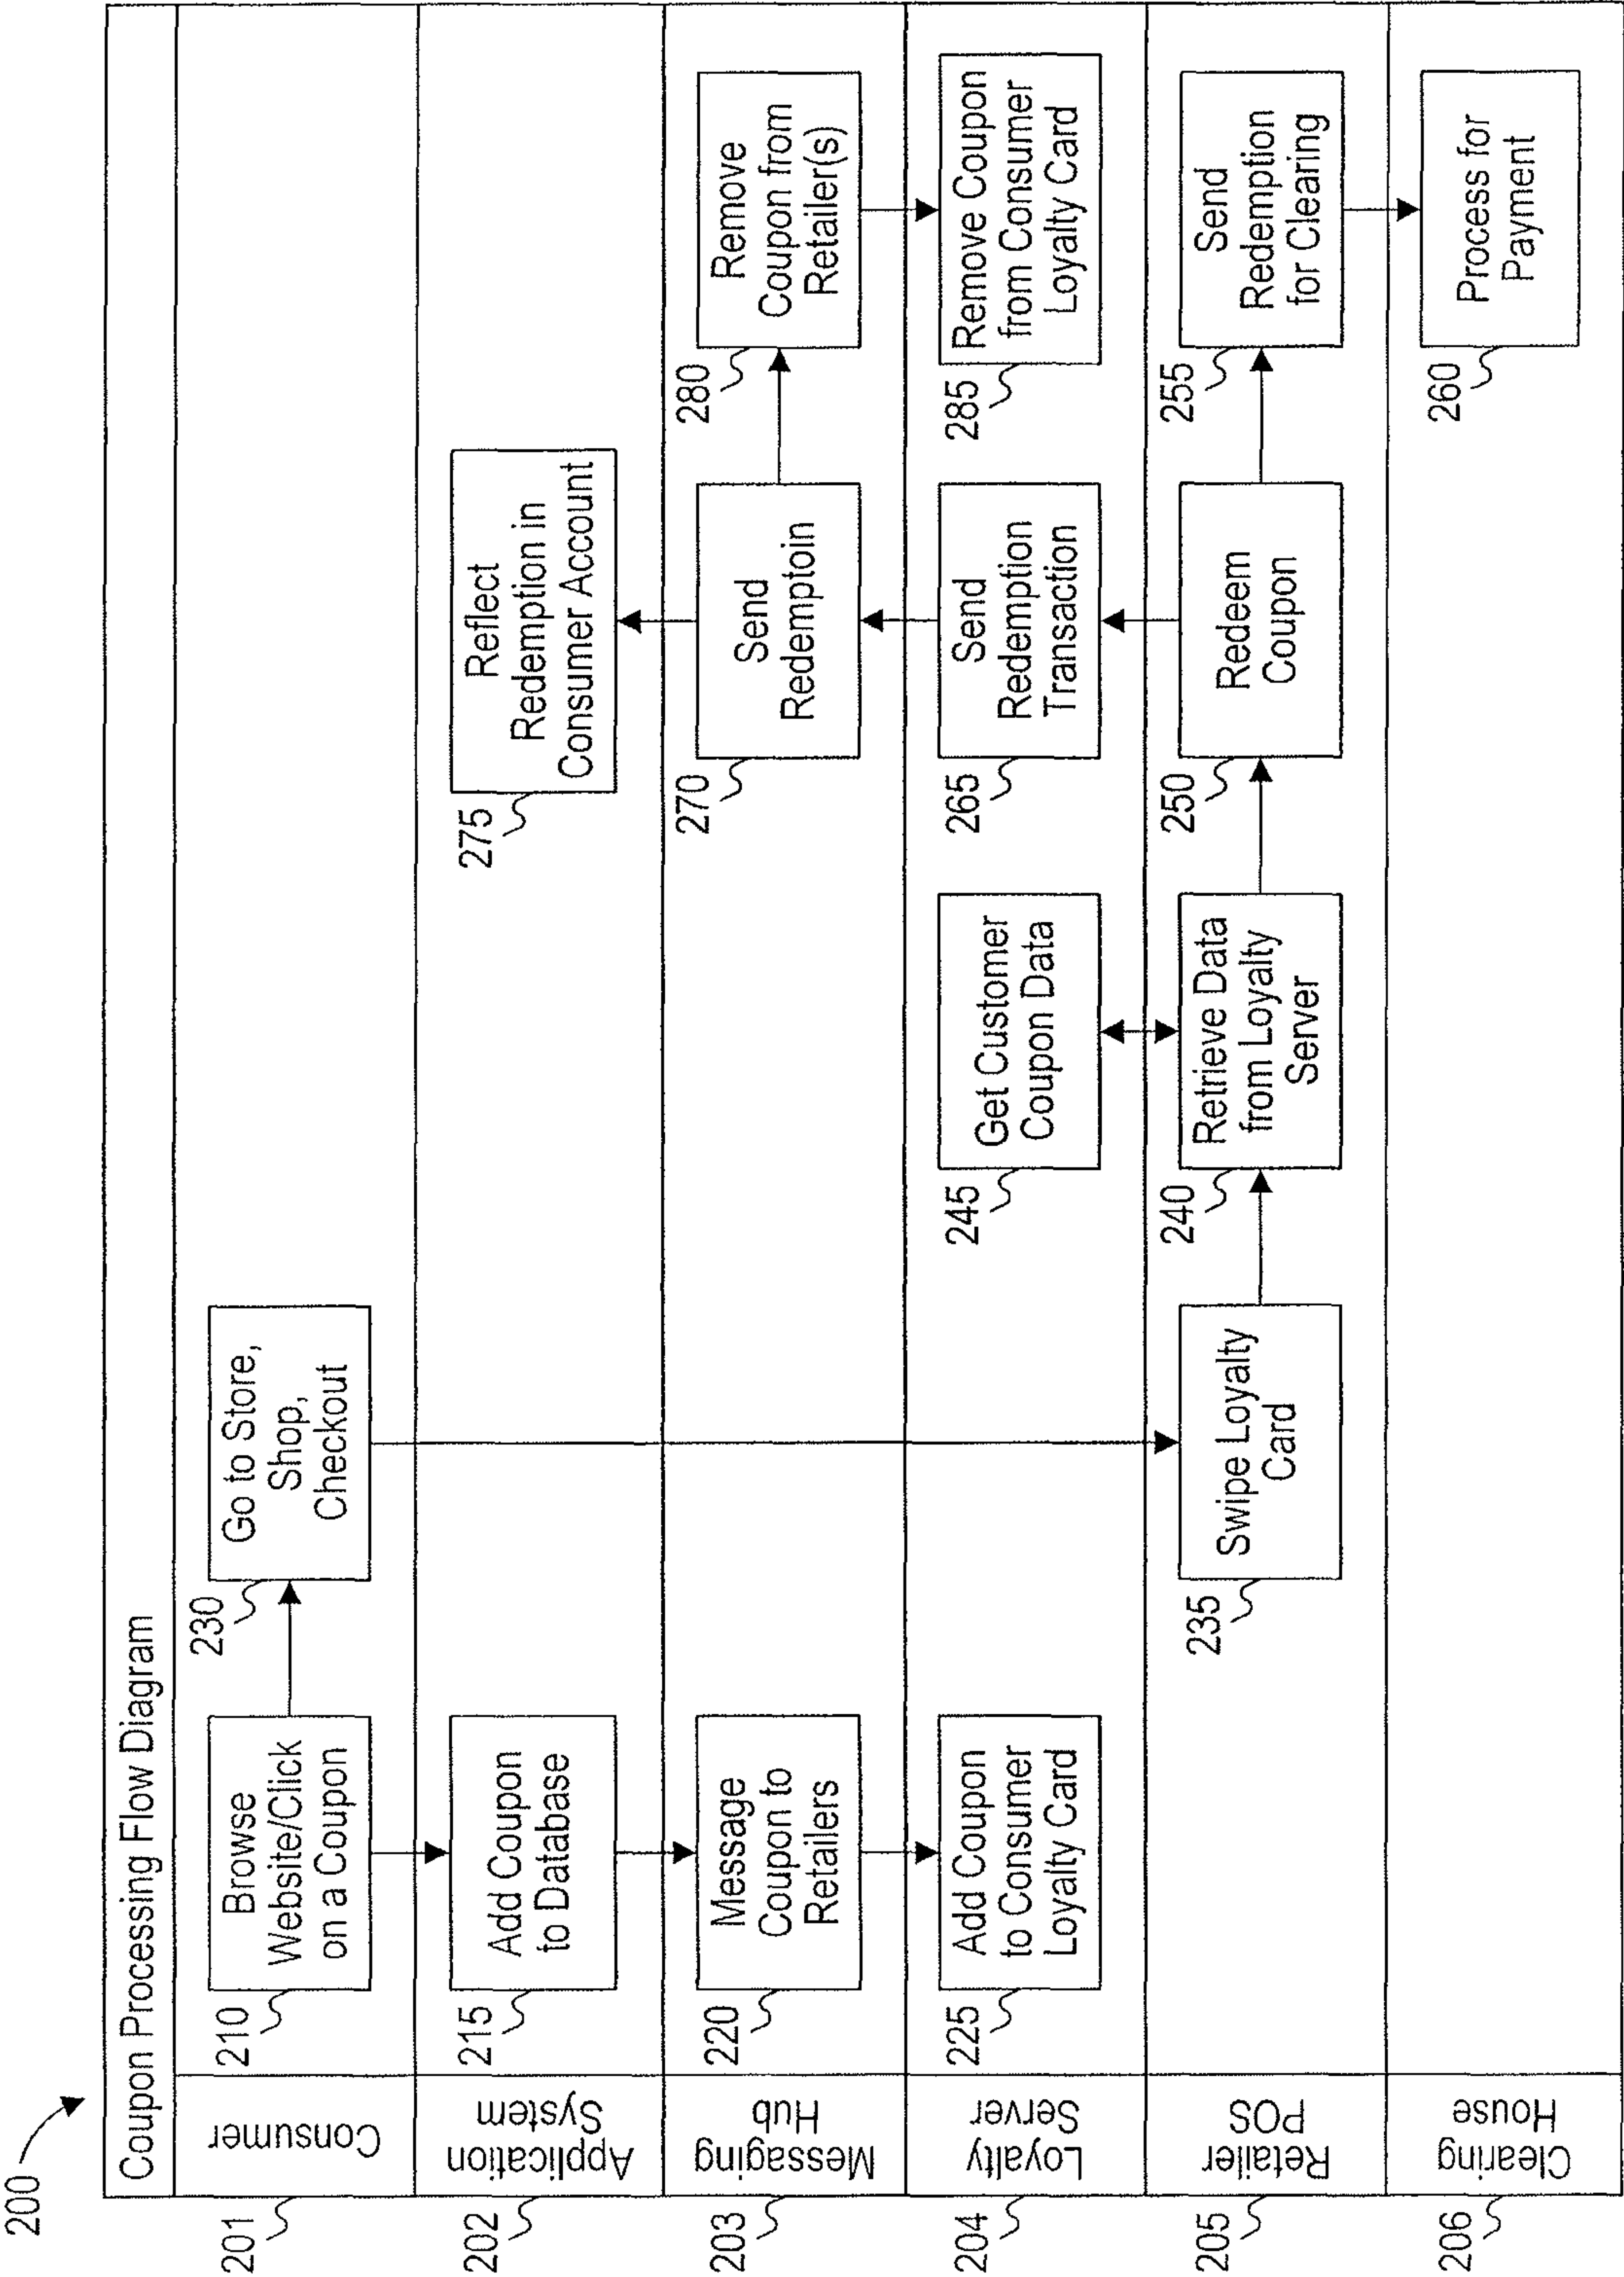 200
Coupon Processing Flow Diagram
201
Consumer
210
Browse
Website/Click
on a Coupon
230
Go to Store,
Shop,
Checkout
202
Application
System
215
Add Coupon
to Database
275
Reflect
Redemption in
Consumer Account
203
Messaging
Hub
220
Message
Coupon to
Retailers
270
Send
Redemptoin
280
Remove
Coupon from
Retailer(s)
204
Loyalty
Server
225
Add Coupon
to Consumer
Loyalty Card
245
Get Customer
Coupon Data
265
Send
Redemption
Transaction
285
Remove Coupon
from Consumer
Loyalty Card
205
Retailer
POS
235
Swipe Loyalty
Card
240
Retrieve Data
from Loyalty
Server
250
Redeem
Coupon
255
Send
Redemption
for Clearing
206
Clearing
House
260
Process for
Payment